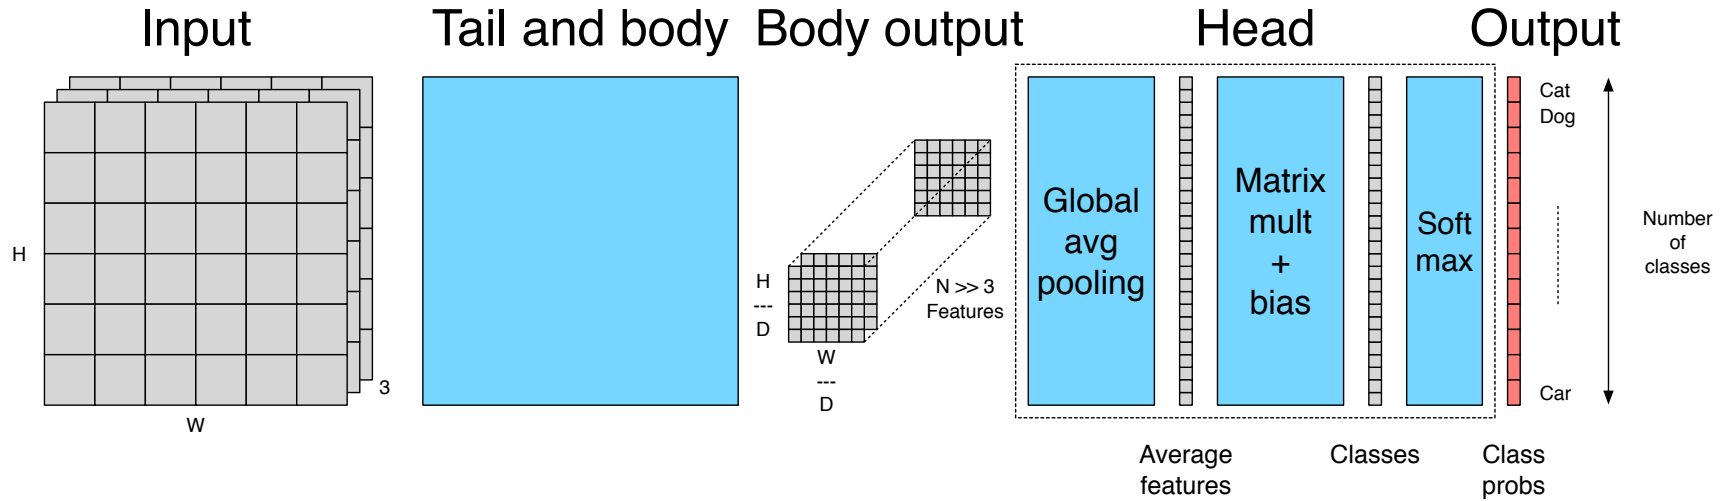 Input
Tail and body
Body output
Head
Output
H
W
3
H
---
D
W
---
D
N >> 3
Features
Global
avg
pooling
Matrix
mult
+
bias
Soft
max
Cat
Dog
Car
Number
of
classes
Average
features
Classes
Class
probs